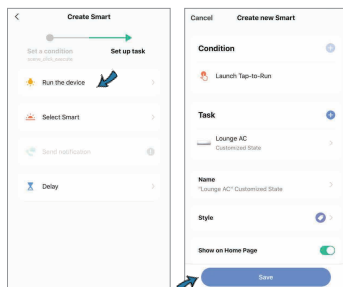 Create Smart
Set a condition
Set up task
Run the device
Select Smart
Send notification
Delay
Cancel
Create new Smart
Condition
Launch Tap-to-Run
Task
Lounge AC
Customized State
Name
"Lounge AC" Customized State
Style
Show on Home Page
Save